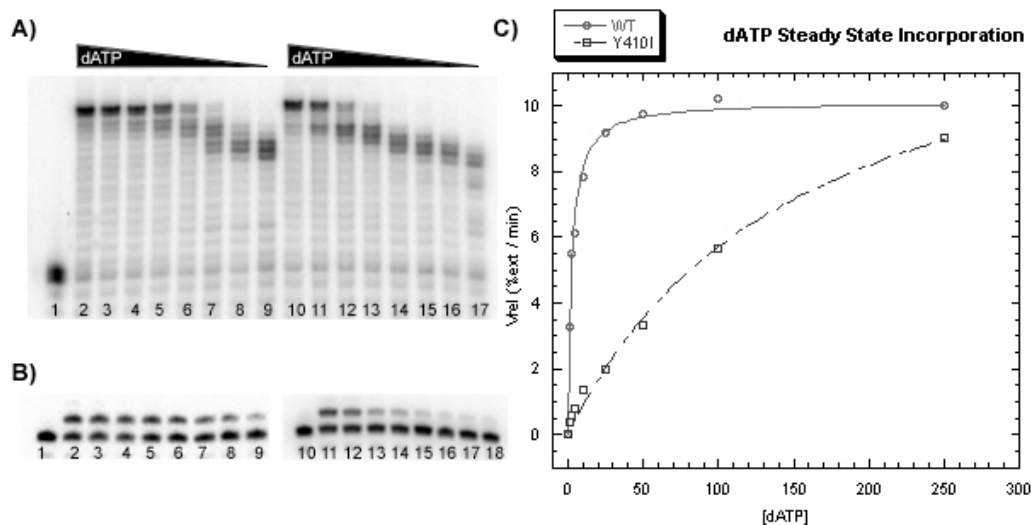 A)
dATP
dATP
1 2 3 4 5 6 7 8 9 10 11 12 13 14 15 16 17
B)
1 2 3 4 5 6 7 8 9 10 11 12 13 14 15 16 17 18
C)
WT
Y410I
dATP Steady State Incorporation
Vrel (%ext / min)
10
8
6
4
2
0
0 50 100 150 200 250 300
[dATP]